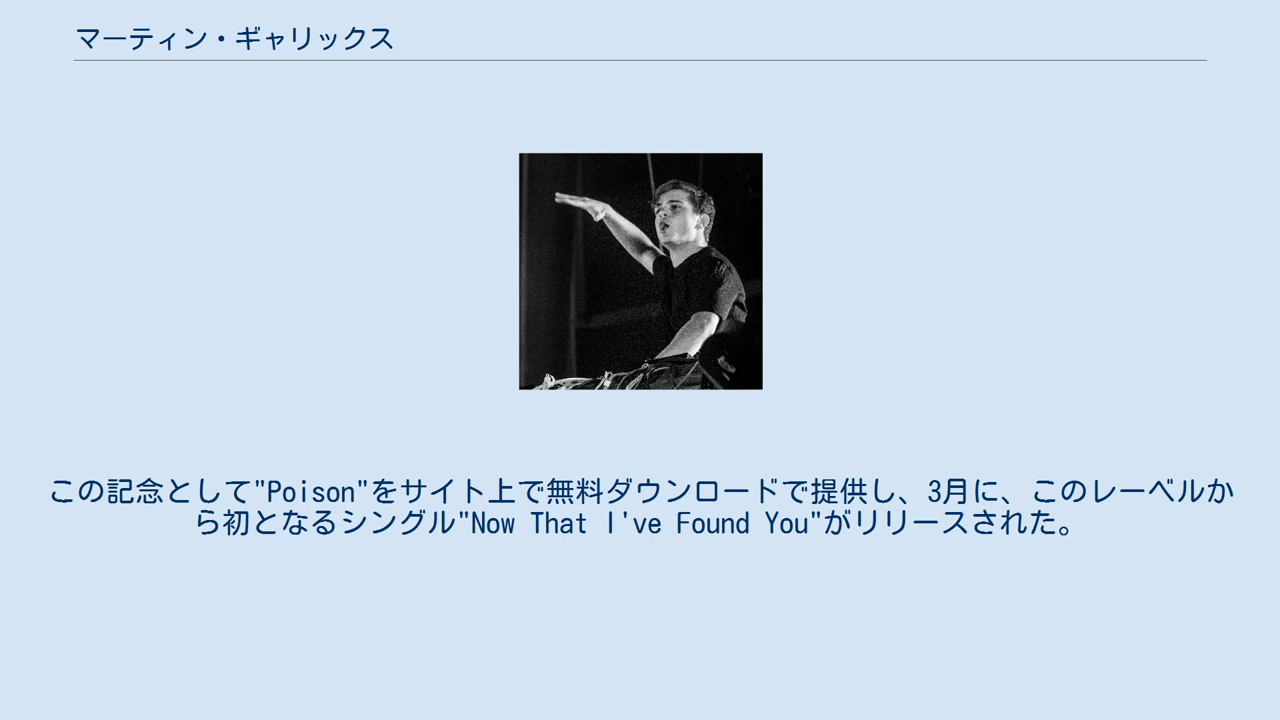 マーティン・ギャリックス
この記念として"Poison"をサイト上で無料ダウンロードで提供し、3月に、このレーベルか
ら初となるシングル"Now That I've Found You"がリリースされた。